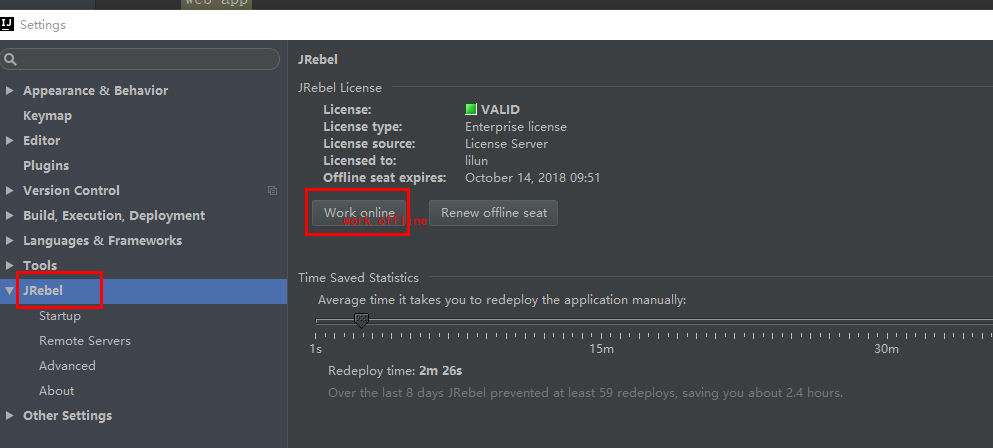 web app
Settings
Appearance & Behavior
Keymap
Editor
Plugins
Version Control
Build, Execution, Deployment
Languages & Frameworks
Tools
JRebel
Startup
Remote Servers
Advanced
About
Other Settings
JRebel
JRebel License
License: VALID
License type: Enterprise license
License source: License Server
Licensed to: lilun
Offline seat expires: October 14, 2018 09:51
Work online Renew offline seat
work offline
Time Saved Statistics
Average time it takes you to redeploy the application manually:
1s 15m 30m
Redeploy time: 2m 26s
Over the last 8 days JRebel prevented at least 59 redeploys, saving you about 2.4 hours.